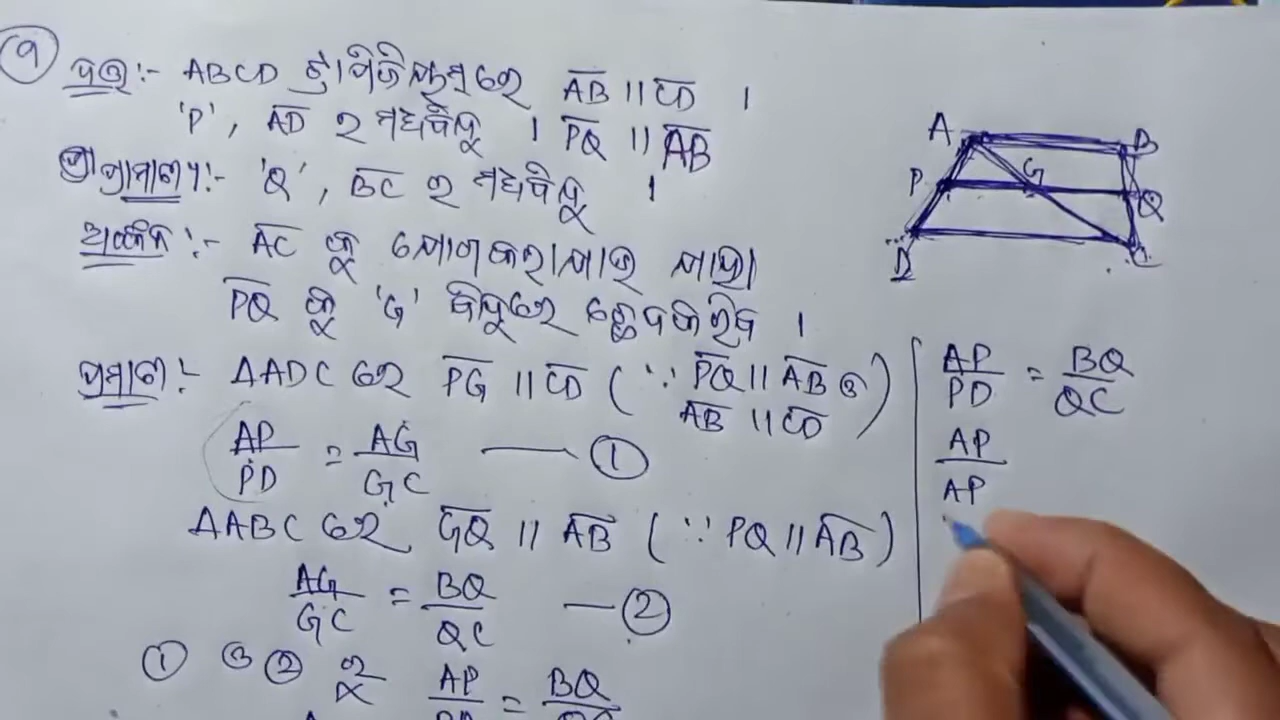 ୩ ଦତ୍ତ :- ABCD ଟ୍ରାପିଜିୟମ୍‌ରେ AB || CD ।
'P', AD ର ମଧ୍ୟବିନ୍ଦୁ । PQ || AB
ପ୍ରାମାଣ୍ୟ :- 'Q', BC ର ମଧ୍ୟବିନ୍ଦୁ ।
ଅଙ୍କନ :- AC କୁ ଯୋଗକରାଯାଉ ଯାହା
PQ କୁ 'G' ବିନ୍ଦୁରେ ଛେଦକରିବ ।
ପ୍ରମାଣ :- ΔADC ରେ PG || CD ( ∵ PQ || AB ଓ
AB || CD )
AP/PD = AG/GC —— ①
ΔABC ରେ GQ || AB ( ∵ PQ || AB )
AG/GC = BQ/QC — ②
① ଓ ② ରୁ AP/PD = BQ/QC
A B
P G Q
D C
AP/PD = BQ/QC
AP/AP